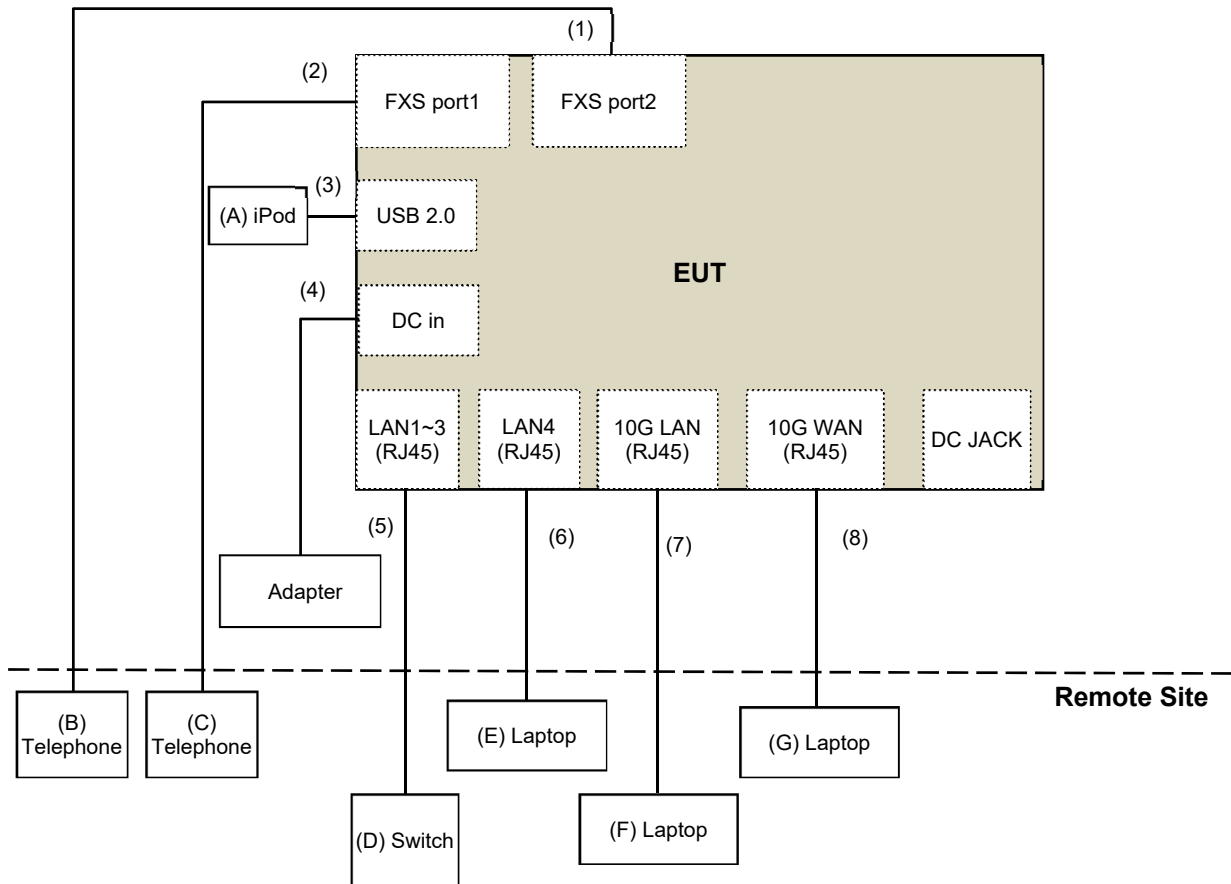 (1)
(2)
FXS port1
FXS port2
(3)
(A) iPod
USB 2.0
EUT
(4)
DC in
LAN1~3
(RJ45)
LAN4
(RJ45)
10G LAN
(RJ45)
10G WAN
(RJ45)
DC JACK
(5)
(6)
(7)
(8)
Adapter
Remote Site
(B)
Telephone
(C)
Telephone
(E) Laptop
(G) Laptop
(D) Switch
(F) Laptop